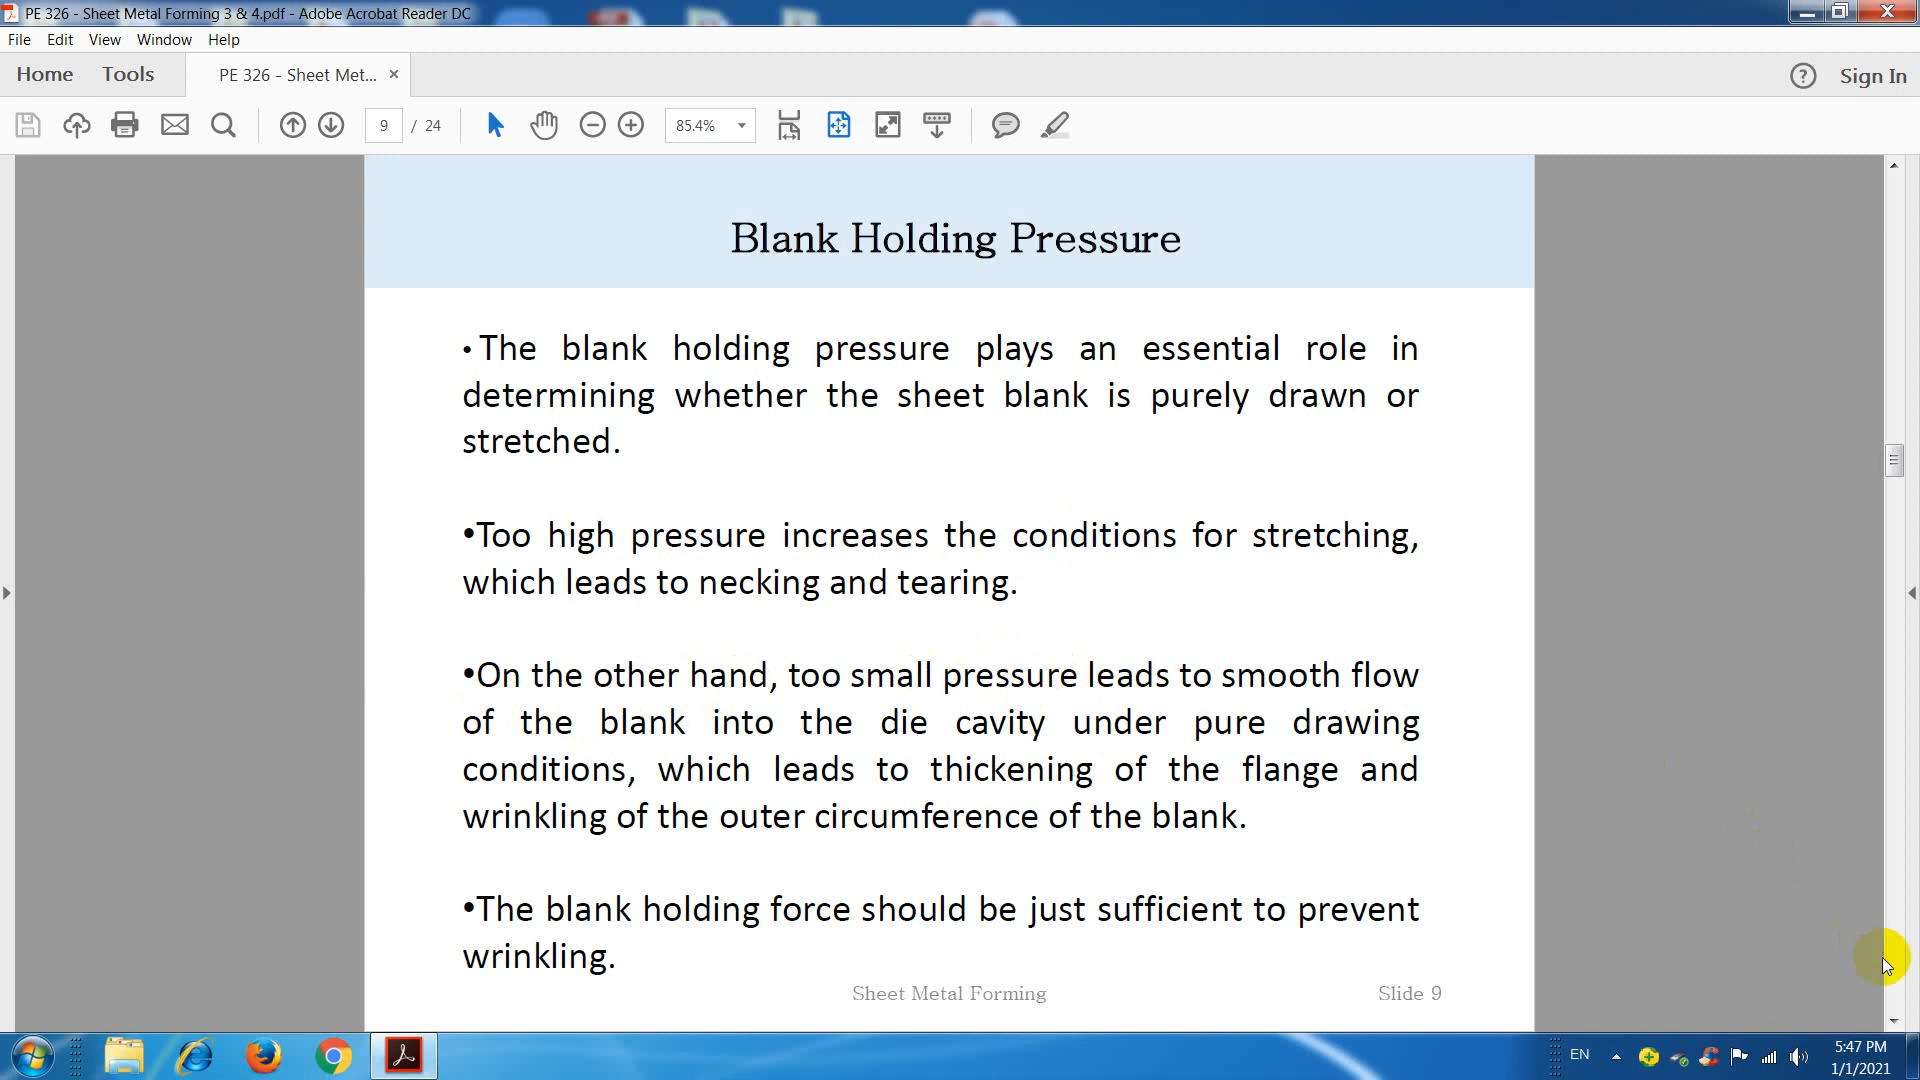 PE 326 - Sheet Metal Forming 3 & 4.pdf - Adobe Acrobat Reader DC
File Edit View Window Help
Home Tools PE 326 - Sheet Met... × ? Sign In
9 / 24 85.4%
Blank Holding Pressure
• The blank holding pressure plays an essential role in
determining whether the sheet blank is purely drawn or
stretched.
•Too high pressure increases the conditions for stretching,
which leads to necking and tearing.
•On the other hand, too small pressure leads to smooth flow
of the blank into the die cavity under pure drawing
conditions, which leads to thickening of the flange and
wrinkling of the outer circumference of the blank.
•The blank holding force should be just sufficient to prevent
wrinkling.
Sheet Metal Forming Slide 9
EN 5:47 PM
1/1/2021